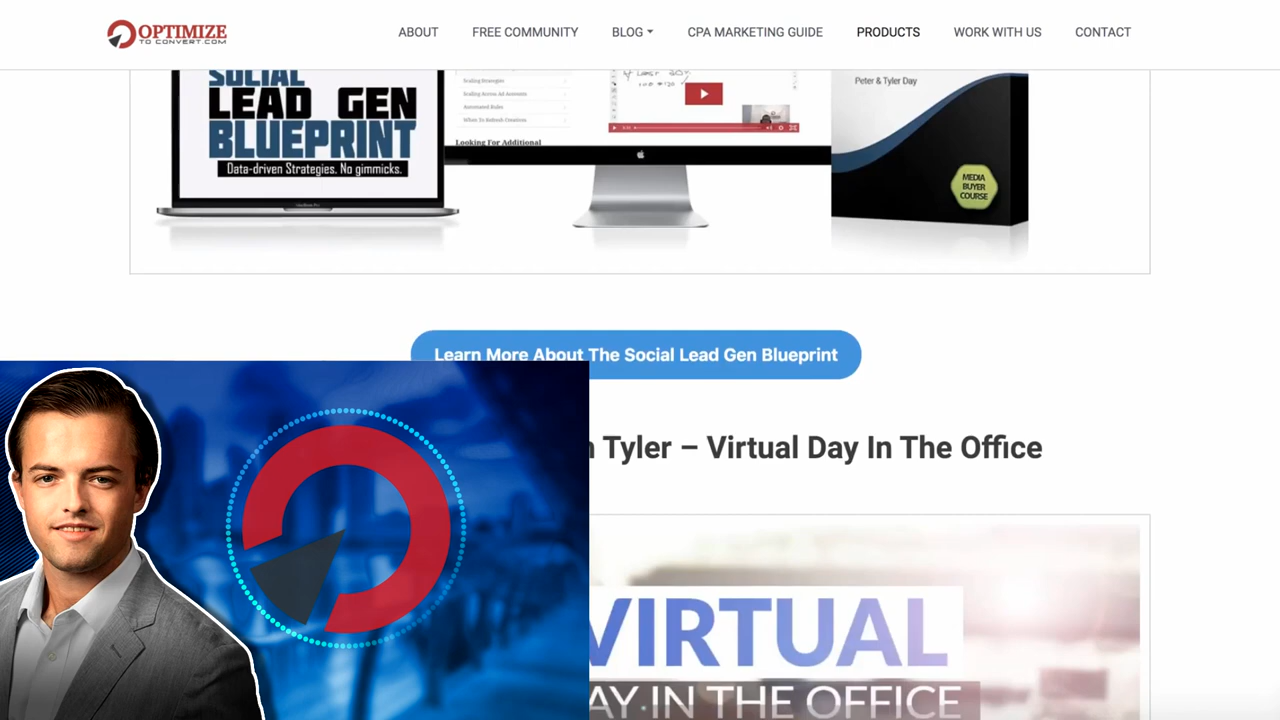 OPTIMIZE
TO CONVERT.COM
ABOUT
FREE COMMUNITY
BLOG
CPA MARKETING GUIDE
PRODUCTS
WORK WITH US
CONTACT
SOCIAL
LEAD GEN
BLUEPRINT
Data-driven Strategies. No gimmicks.
MacBook Pro
Scaling Strategies
Scaling Across Ad Accounts
Automated Rules
When To Refresh Creatives
Looking For Additional
Peter & Tyler Day
MEDIA
BUYER
COURSE
Learn More About The Social Lead Gen Blueprint
Tyler – Virtual Day In The Office
VIRTUAL
AY IN THE OFFICE